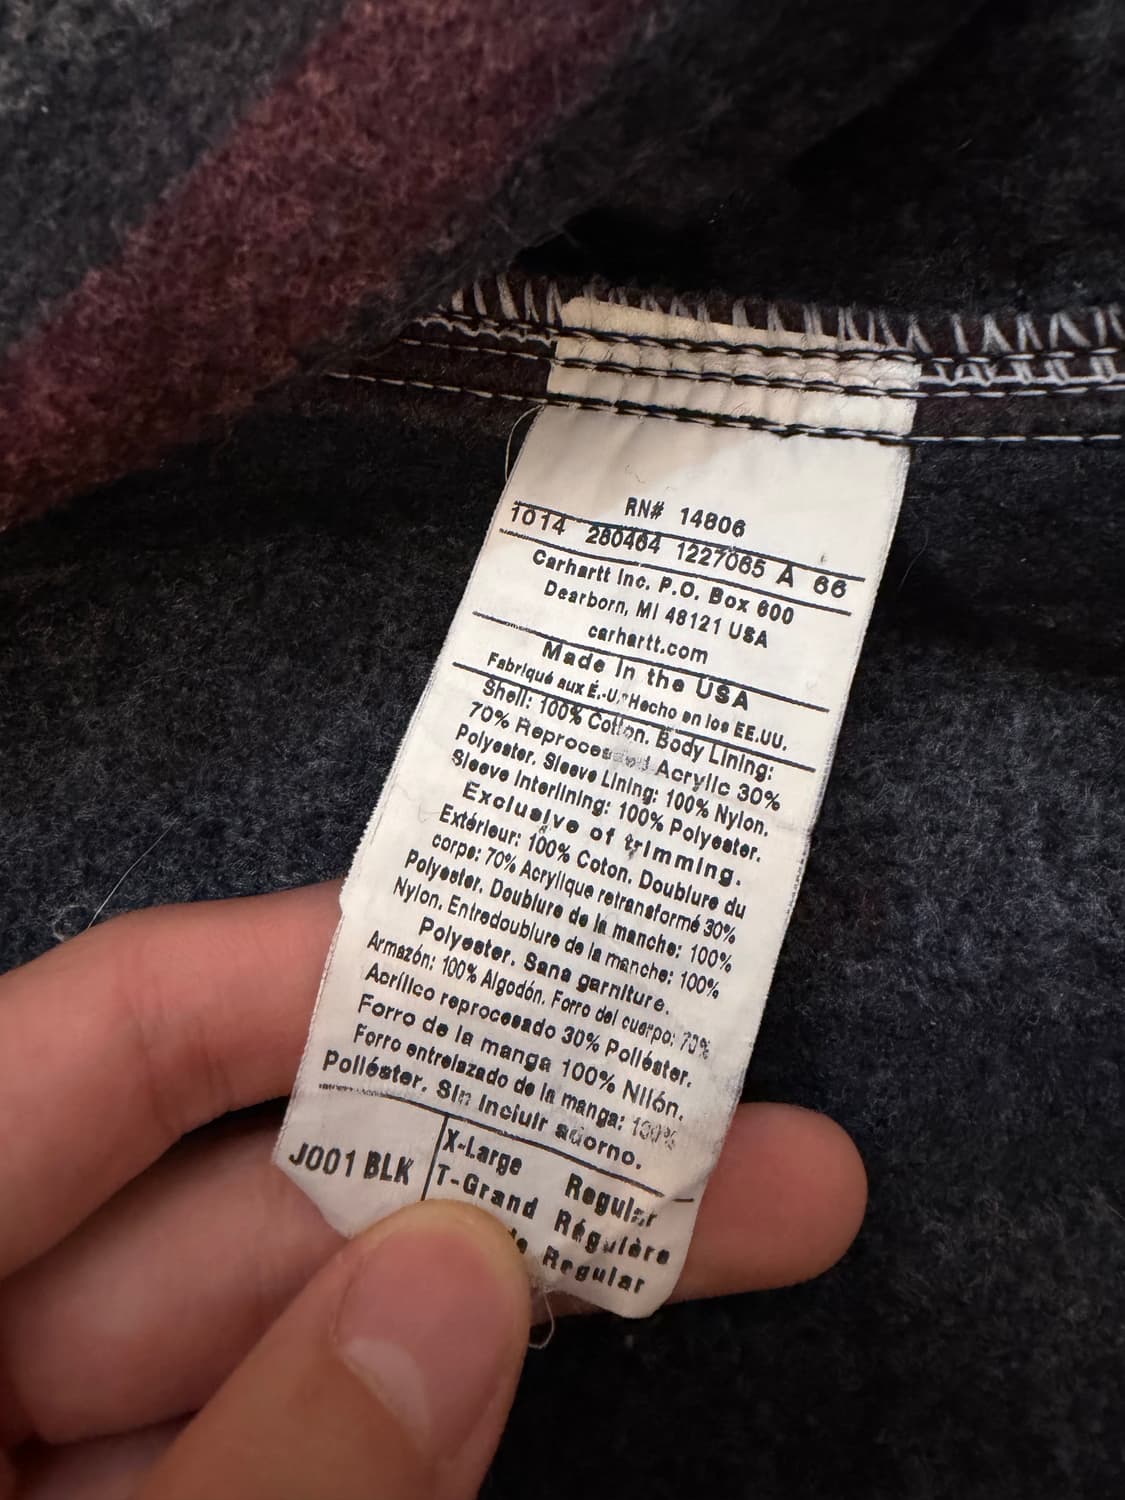 RN# 14806
1014 280464 1227065 A 66
Carhartt Inc. P.O. Box 600
Dearborn, MI 48121 USA
carhartt.com
Made in the USA
Fabriqué aux É.-U. Hecho en los EE.UU.
Shell: 100% Cotton. Body Lining:
70% Reprocessed Acrylic 30%
Polyester. Sleeve Lining: 100% Nylon.
Sleeve Interlining: 100% Polyester.
Exclusive of trimming.
Extérieur: 100% Coton. Doublure du
corps: 70% Acrylique retransformé 30%
Polyester. Doublure de la manche: 100%
Nylon. Entredoublure de la manche: 100%
Polyester. Sans garniture.
Armazón: 100% Algodón. Forro del cuerpo: 70%
Acrílico reprocesado 30% Poliéster.
Forro de la manga 100% Nilón.
Forro entrelazado de la manga: 100%
Poliéster. Sin incluir adorno.
J001 BLK
X-Large Regular
T-Grand Régulère
Regular